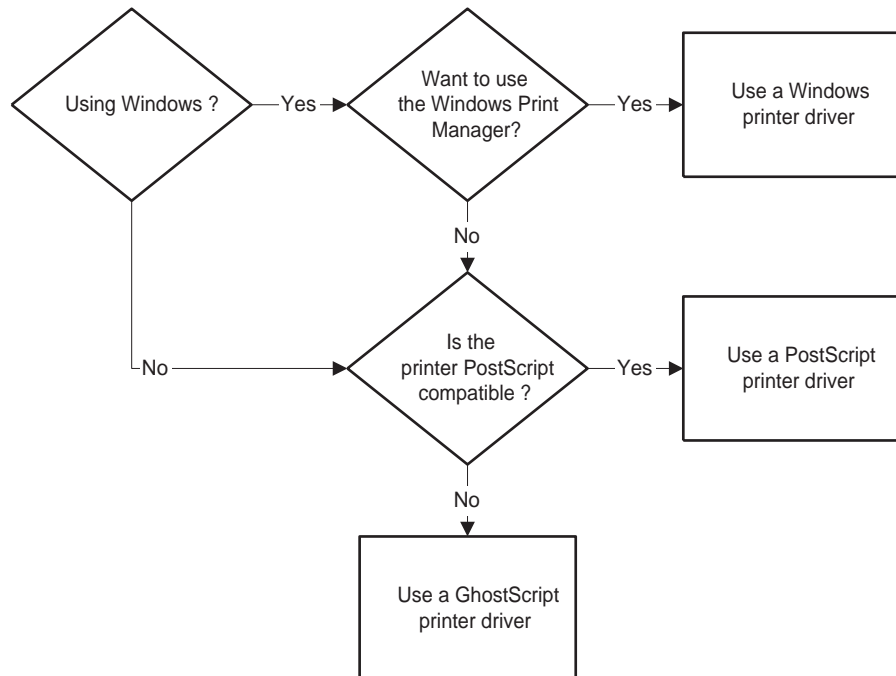 Using Windows ?
Yes
Want to use
the Windows Print
Manager?
Yes
Use a Windows
printer driver
No
No
Is the
printer PostScript
compatible ?
Yes
Use a PostScript
printer driver
No
Use a GhostScript
printer driver